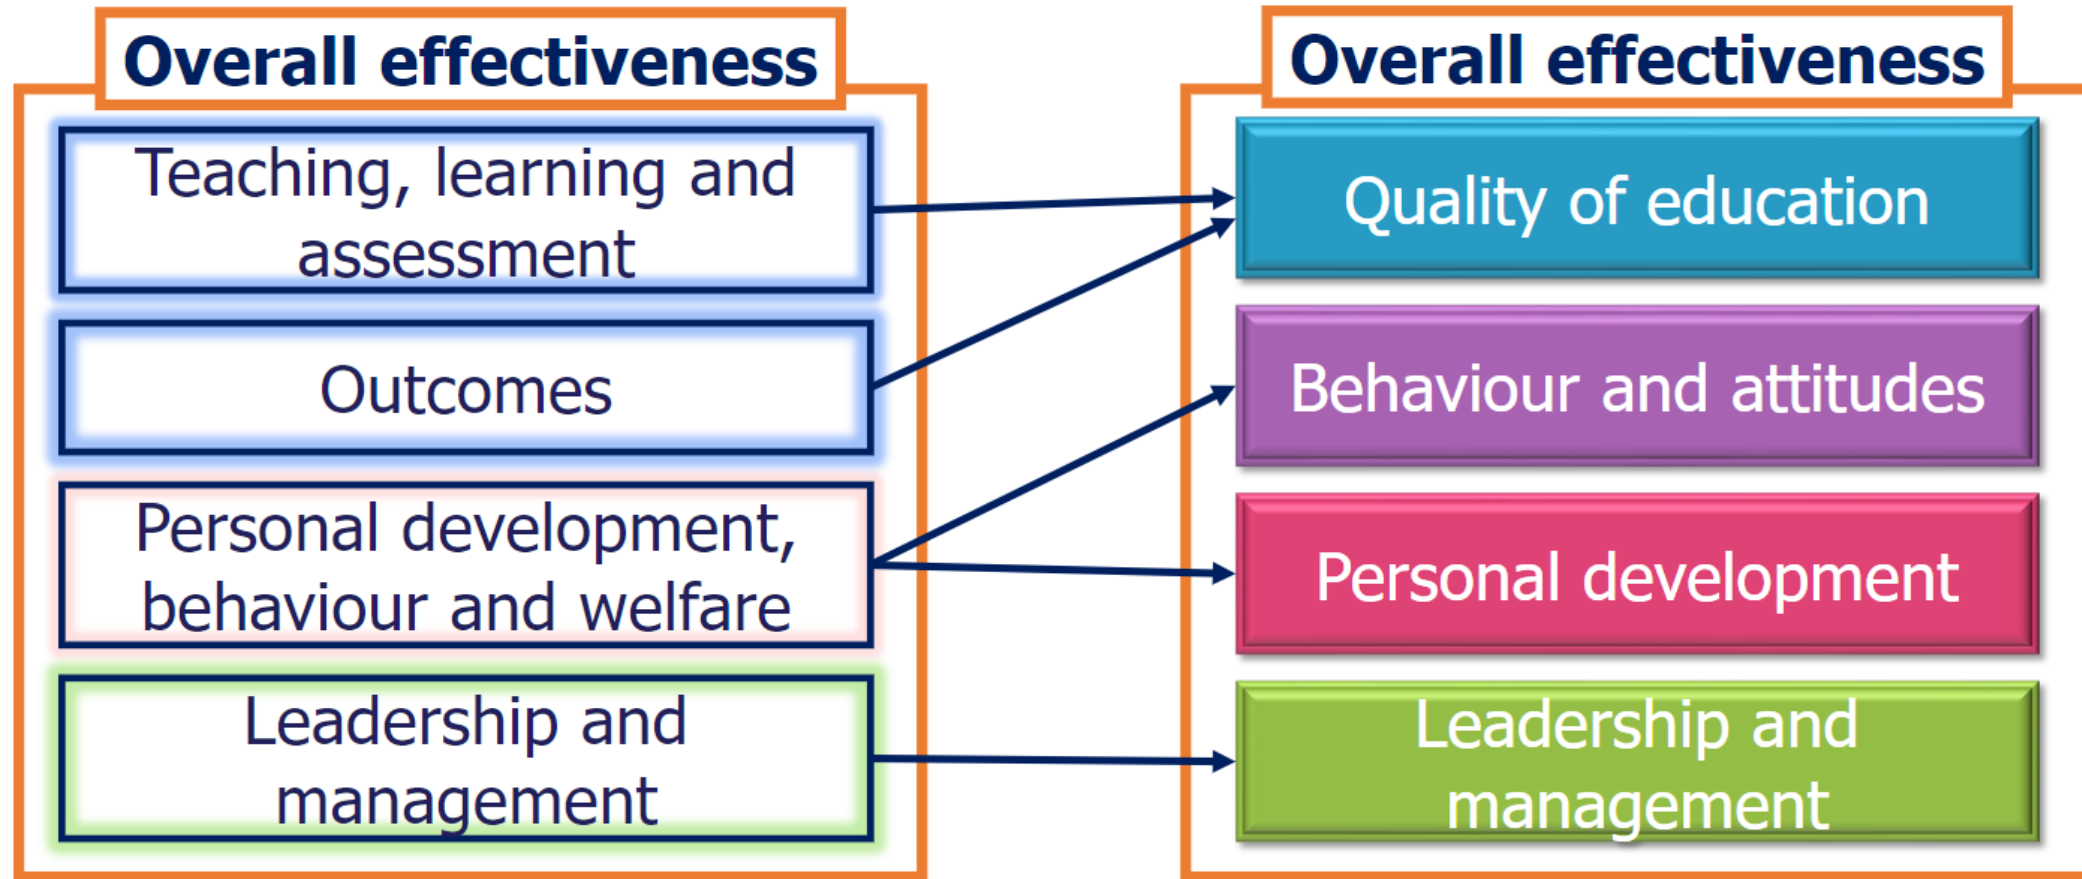 Overall effectiveness
Teaching, learning and
assessment
Outcomes
Personal development,
behaviour and welfare
Leadership and
management
Overall effectiveness
Quality of education
Behaviour and attitudes
Personal development
Leadership and
management